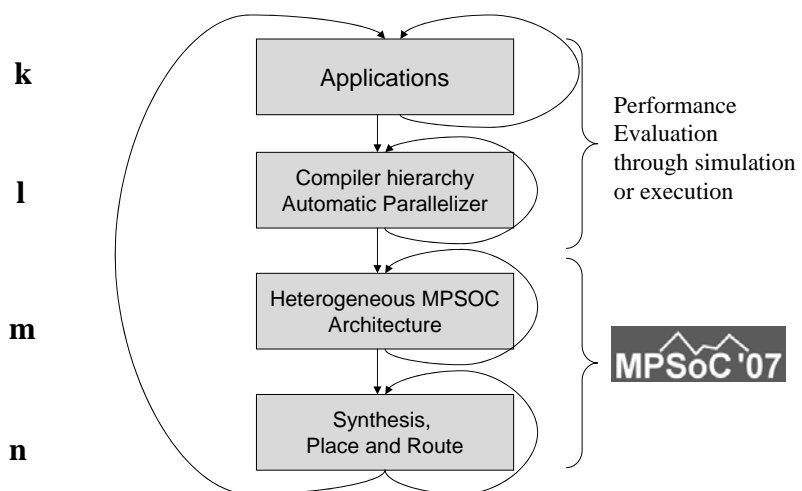 k
Applications
Performance
Evaluation
through simulation
or execution
l
Compiler hierarchy
Automatic Parallelizer
m
Heterogeneous MPSOC
Architecture
MPSoC '07
n
Synthesis,
Place and Route